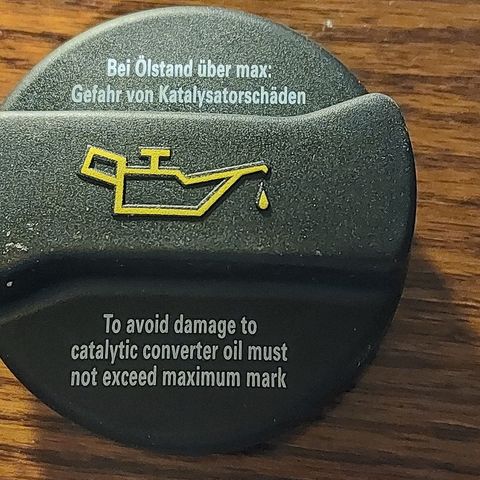 Bei Ölstand über max:
Gefahr von Katalysatorschäden
To avoid damage to
catalytic converter oil must
not exceed maximum mark